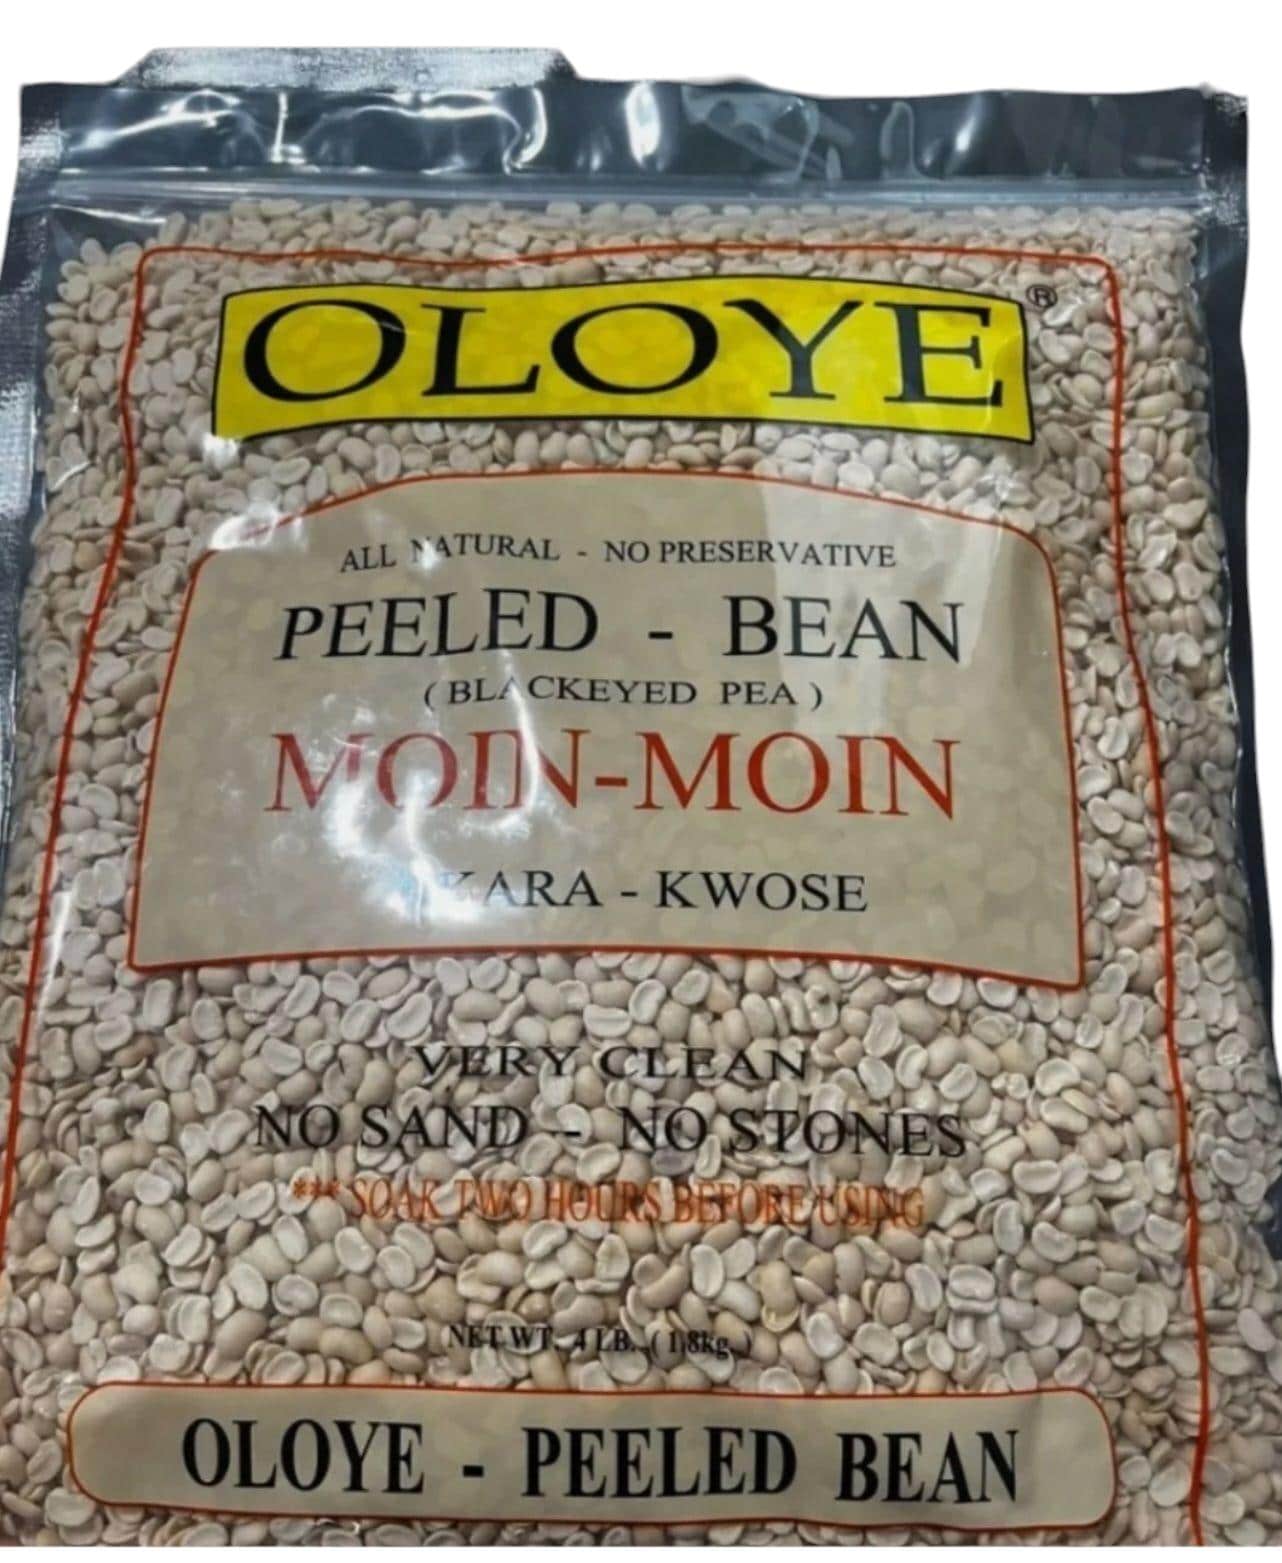 OLOYE ®
ALL NATURAL - NO PRESERVATIVE
PEELED - BEAN
( BLACKEYED PEA )
MOIN-MOIN
AKARA - KWOSE
VERY CLEAN
NO SAND - NO STONES
*** SOAK TWO HOURS BEFORE USING
NET.WT. 4 LB. ( 1.8kg. )
OLOYE - PEELED BEAN